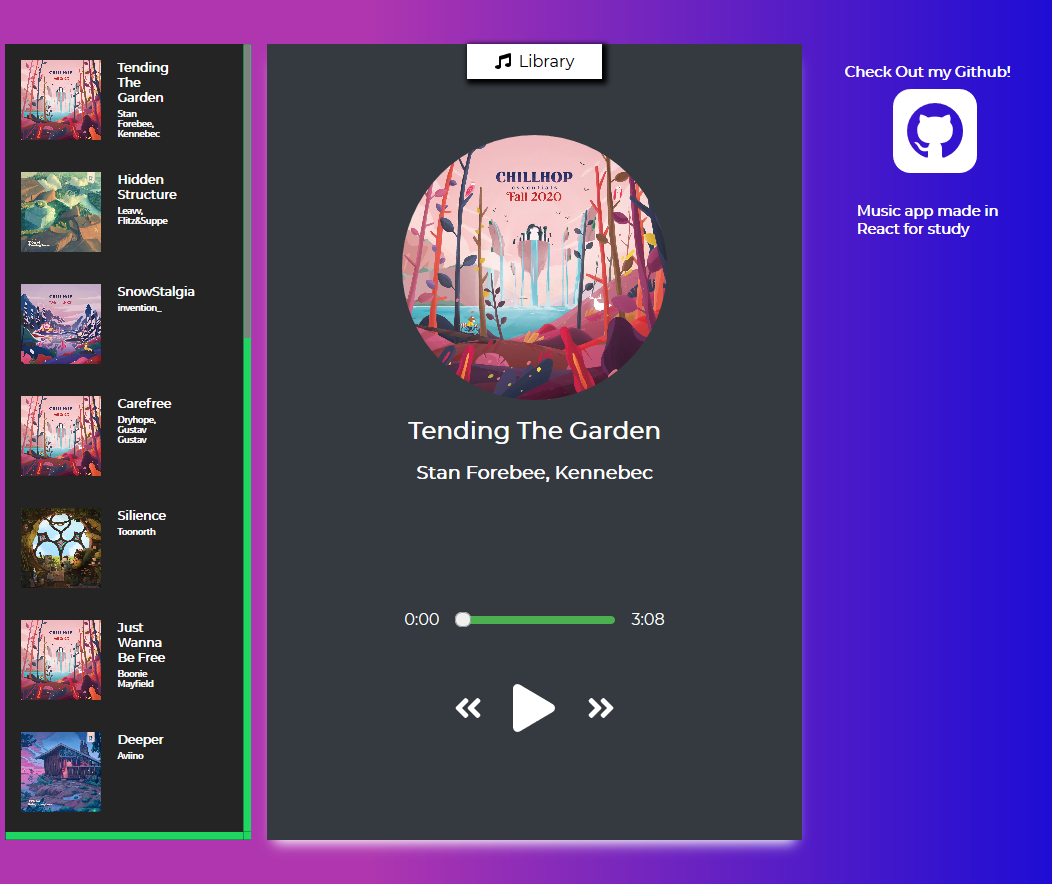 Tending
The
Garden
Stan
Forebee,
Kennebec
Hidden
Structure
Leavv,
Flitz&Suppe
SnowStalgia
invention_
Carefree
Dryhope,
Gustav
Gustav
Silience
Toonorth
Just
Wanna
Be Free
Boonie
Mayfield
Deeper
Aviino
Library
CHILLHOP
essentials
Fall 2020
Tending The Garden
Stan Forebee, Kennebec
0:00
3:08
Check Out my Github!
Music app made in
React for study